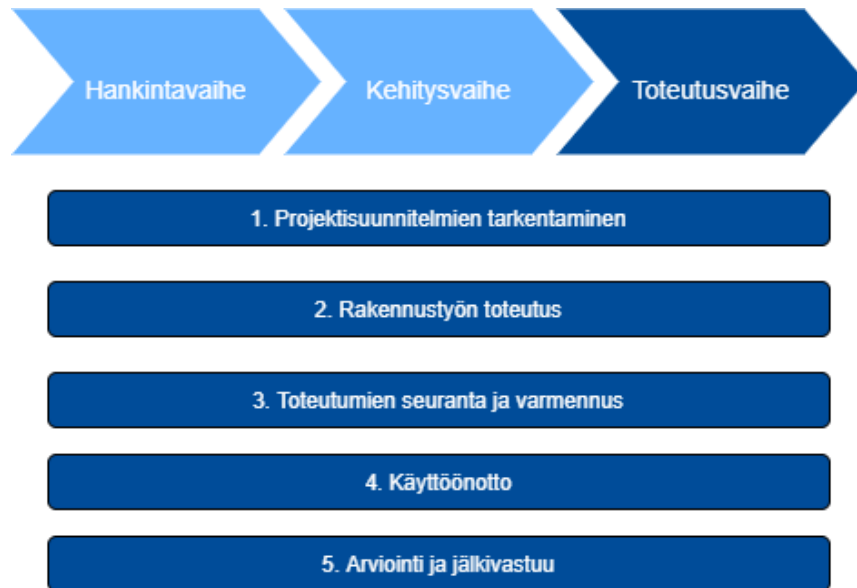 Hankintavaihe
Kehitysvaihe
Toteutusvaihe
1. Projektisuunnitelmien tarkentaminen
2. Rakennustyön toteutus
3. Toteutumien seuranta ja varmennus
4. Käyttöönotto
5. Arviointi ja jälkivastuu